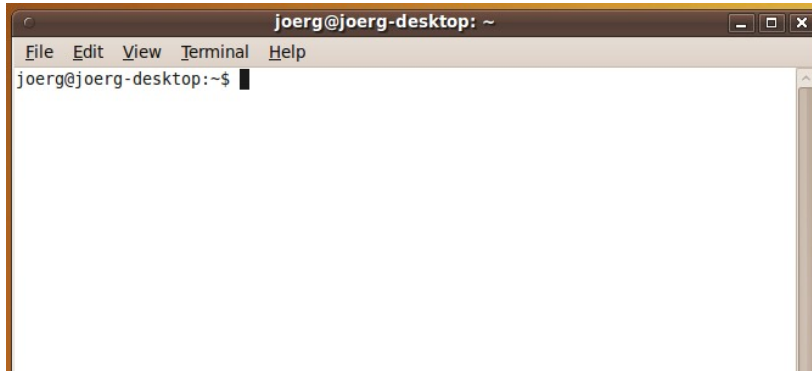 joerg@joerg-desktop: ~
File Edit View Terminal Help
joerg@joerg-desktop:~$